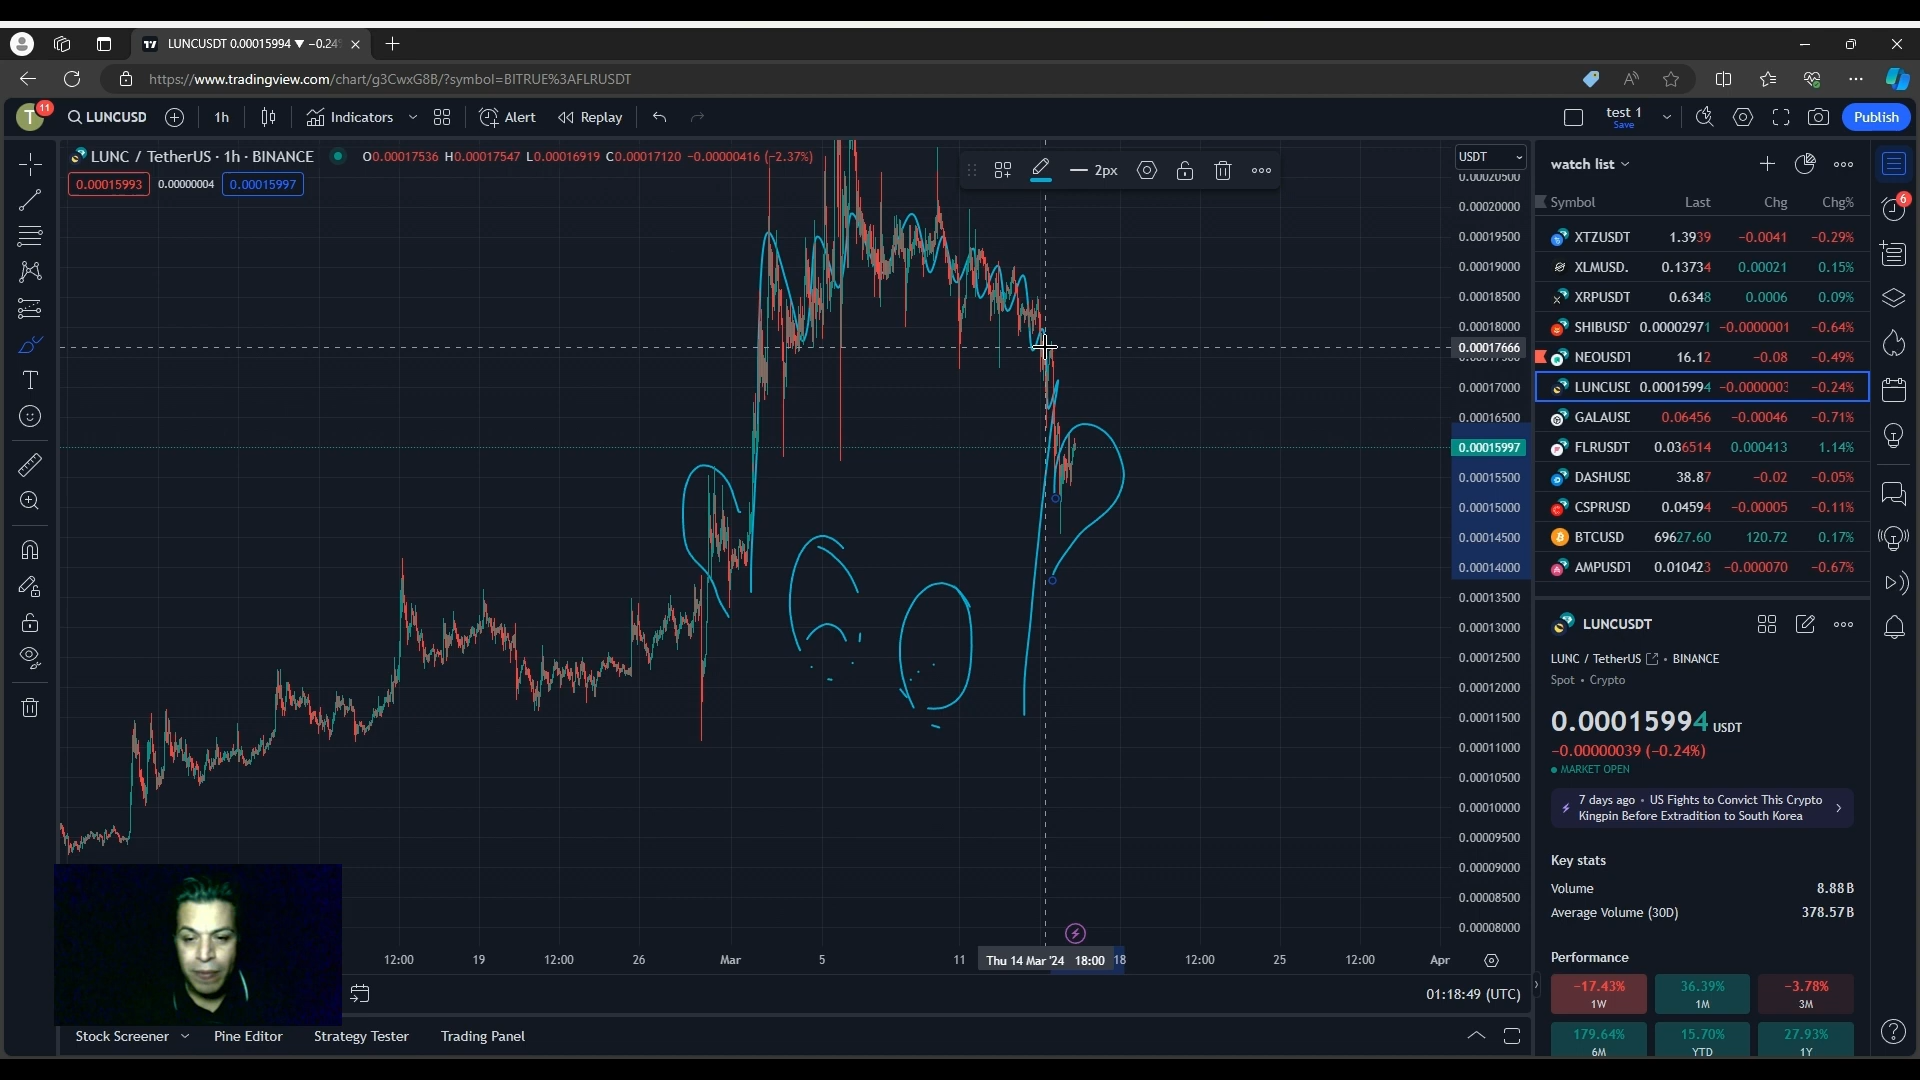 LUNCUSDT 0.00015994 ▼ −0.24%
https://www.tradingview.com/chart/g3CwxG8B/?symbol=BITRUE%3AFLRUSDT
T 11 LUNCUSD 1h Indicators Alert Replay test 1 Save Publish
LUNC / TetherUS · 1h · BINANCE O0.00017536 H0.00017547 L0.00016919 C0.00017120 −0.00000416 (−2.37%)
0.00015993 0.00000004 0.00015997
2px
USDT
0.00020500
0.00020000
0.00019500
0.00019000
0.00018500
0.00018000
0.00017666
0.00017500
0.00017000
0.00016500
0.00015997
0.00015500
0.00015000
0.00014500
0.00014000
0.00013500
0.00013000
0.00012500
0.00012000
0.00011500
0.00011000
0.00010500
0.00010000
0.00009500
0.00009000
0.00008500
0.00008000
12:00 19 12:00 26 Mar 5 11 Thu 14 Mar '24 18:00 18 12:00 25 12:00 Apr
01:18:49 (UTC)
Stock Screener Pine Editor Strategy Tester Trading Panel
watch list
Symbol Last Chg Chg%
XTZUSDT 1.3939 −0.0041 −0.29%
XLMUSD. 0.13734 0.00021 0.15%
XRPUSDT 0.6348 0.0006 0.09%
SHIBUSD 0.00002971 −0.0000001 −0.64%
NEOUSDT 16.12 −0.08 −0.49%
LUNCUSD 0.00015994 −0.0000003 −0.24%
GALAUSD 0.06456 −0.00046 −0.71%
FLRUSDT 0.036514 0.000413 1.14%
DASHUSD 38.87 −0.02 −0.05%
CSPRUSD 0.04594 −0.00005 −0.11%
BTCUSD 69627.60 120.72 0.17%
AMPUSDT 0.010423 −0.000070 −0.67%
6
LUNCUSDT
LUNC / TetherUS • BINANCE
Spot • Crypto
0.00015994 USDT
−0.00000039 (−0.24%)
MARKET OPEN
7 days ago • US Fights to Convict This Crypto
Kingpin Before Extradition to South Korea
Key stats
Volume 8.88B
Average Volume (30D) 378.57B
Performance
−17.43% 36.39% −3.78%
1W 1M 3M
179.64% 15.70% 27.93%
6M YTD 1Y